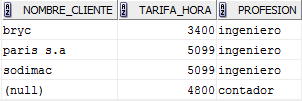 NOMBRE_CLIENTE TARIFA_HORA PROFESION
bryc 3400 ingeniero
paris s.a 5099 ingeniero
sodimac 5099 ingeniero
(null) 4800 contador